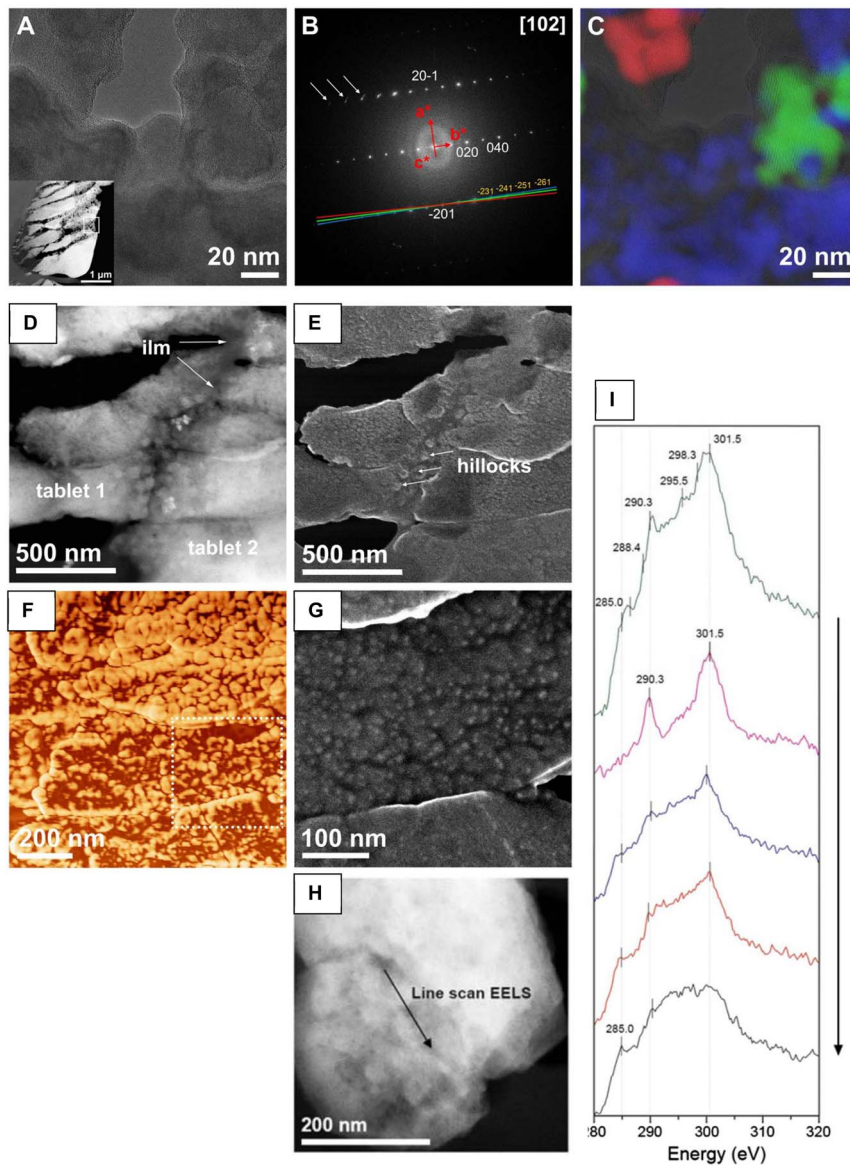 A
1 µm
20 nm
B
[102]
20-1
a*
b*
c*
020 040
-231 -241 -251 -261
-201
C
20 nm
D
ilm
tablet 1
tablet 2
500 nm
E
hillocks
500 nm
F
200 nm
G
100 nm
H
Line scan EELS
200 nm
I
301.5
298.3
295.5
290.3
288.4
285.0
301.5
290.3
285.0
280 290 300 310 320
Energy (eV)